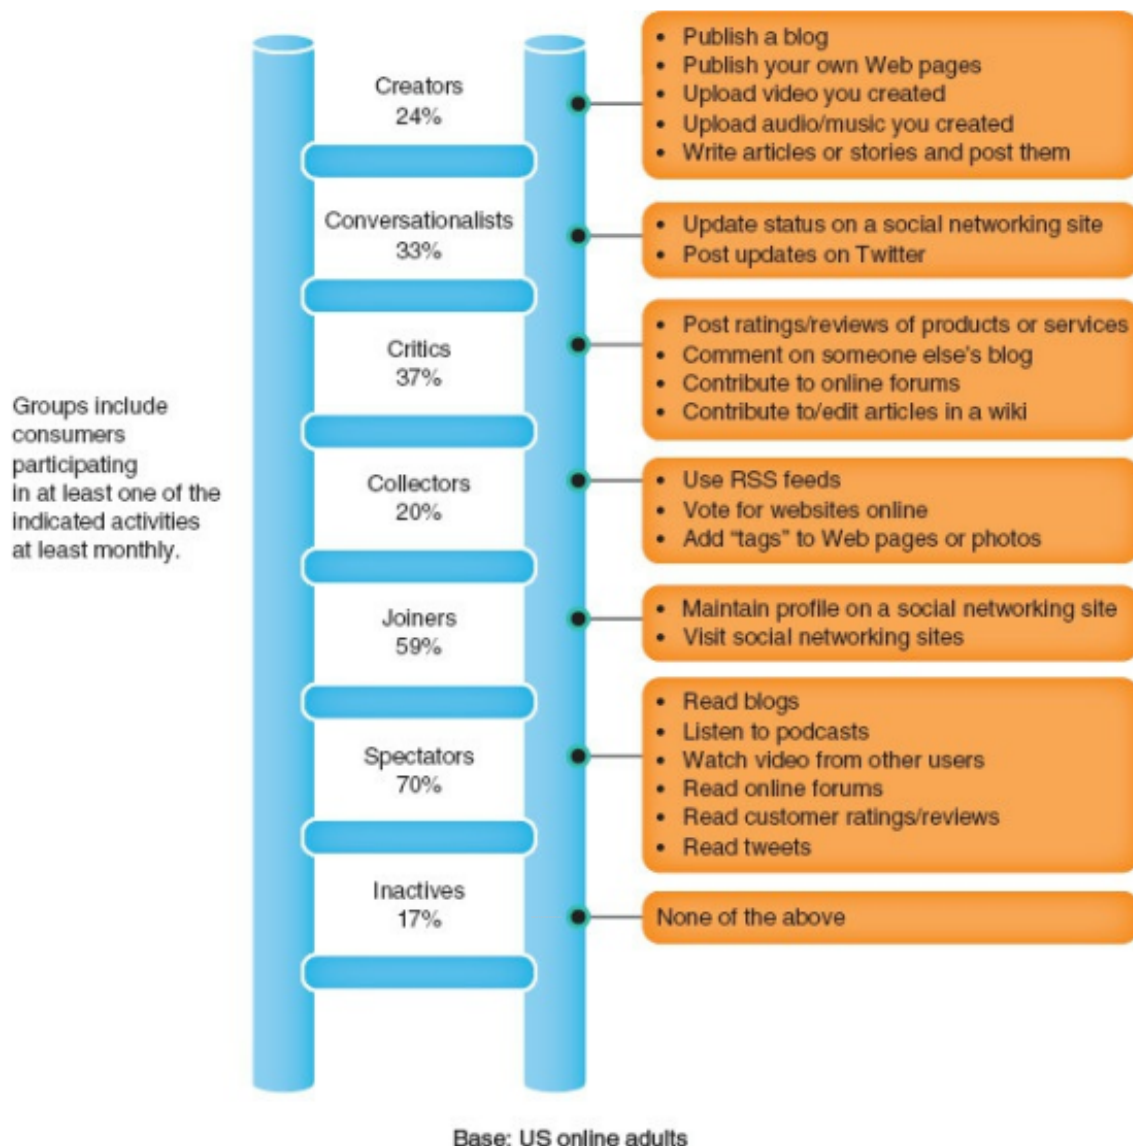 Creators
24%
• Publish a blog
• Publish your own Web pages
• Upload video you created
• Upload audio/music you created
• Write articles or stories and post them
Conversationalists
33%
• Update status on a social networking site
• Post updates on Twitter
Critics
37%
• Post ratings/reviews of products or services
• Comment on someone else's blog
• Contribute to online forums
• Contribute to/edit articles in a wiki
Groups include
consumers
participating
in at least one of the
indicated activities
at least monthly.
Collectors
20%
• Use RSS feeds
• Vote for websites online
• Add “tags” to Web pages or photos
Joiners
59%
• Maintain profile on a social networking site
• Visit social networking sites
Spectators
70%
• Read blogs
• Listen to podcasts
• Watch video from other users
• Read online forums
• Read customer ratings/reviews
• Read tweets
Inactives
17%
None of the above
Base: US online adults